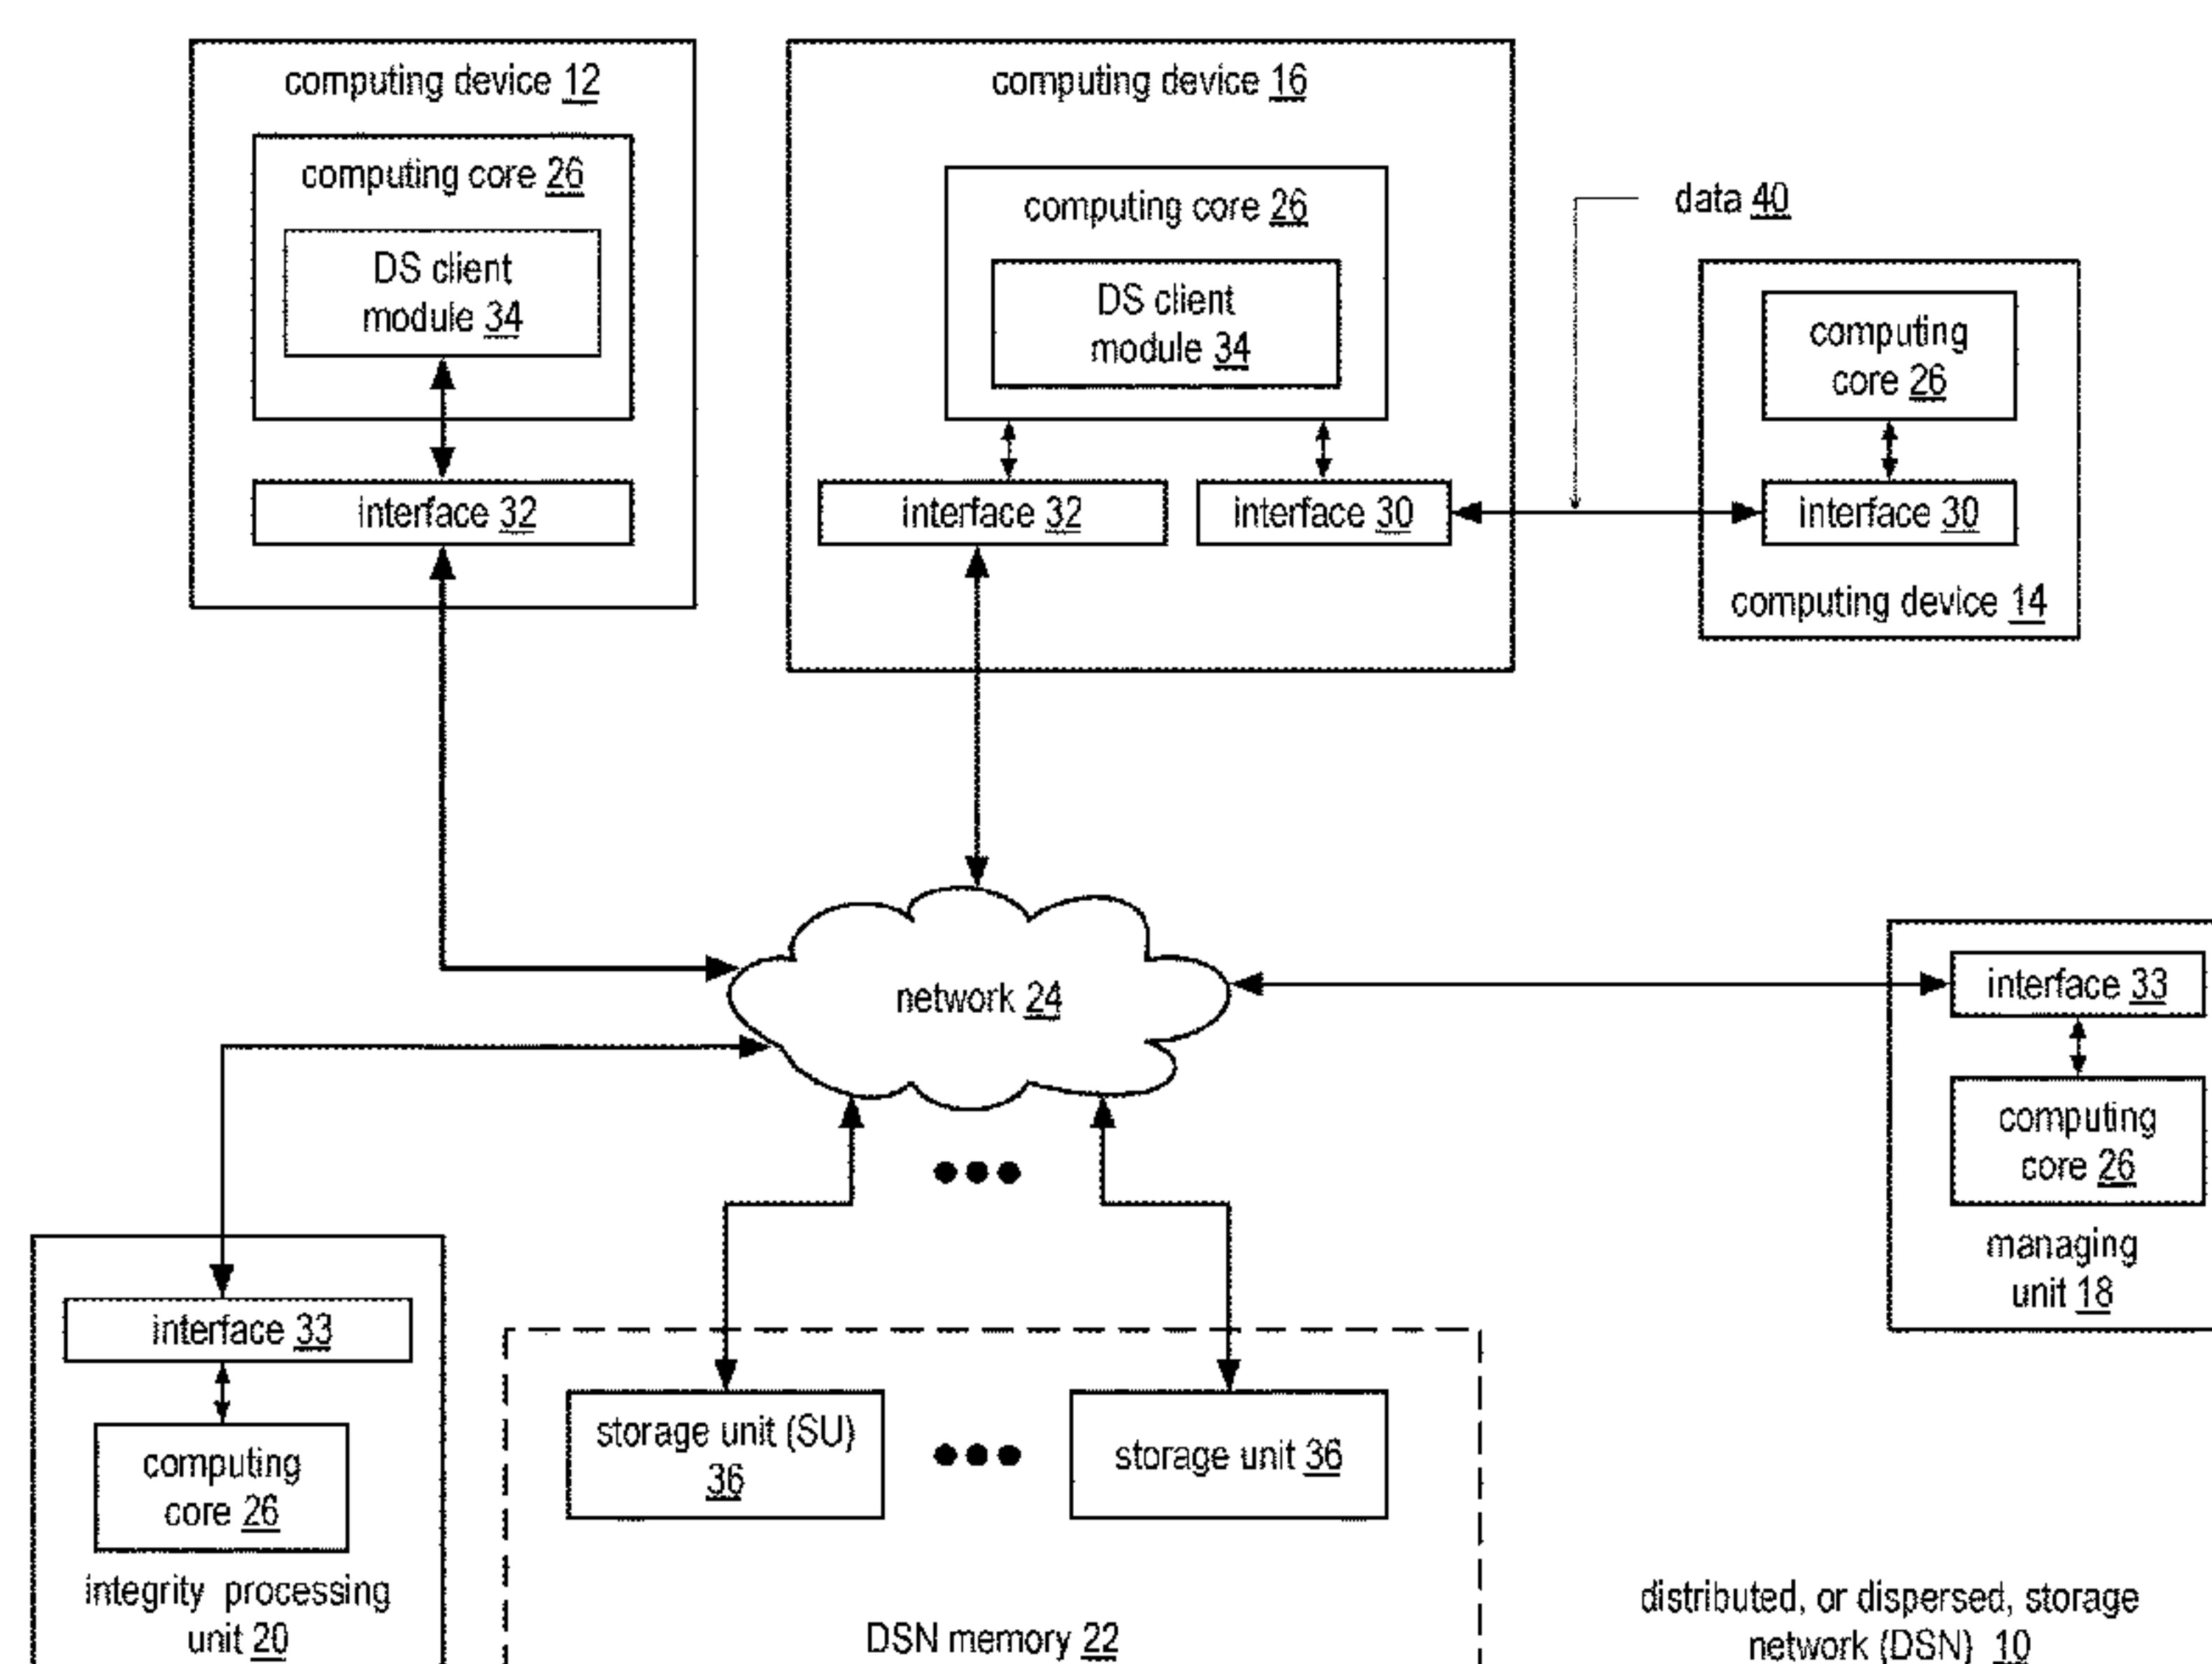 computing device 12
computing core 26
DS client
module 34
interface 32
computing device 16
computing core 26
DS client
module 34
interface 32
interface 30
data 40
computing
core 26
interface 30
computing device 14
network 24
interface 33
computing
core 26
managing
unit 18
interface 33
computing
core 26
integrity processing
unit 20
storage unit (SU)
36
storage unit 36
DSN memory 22
distributed, or dispersed, storage
network (DSN) 10